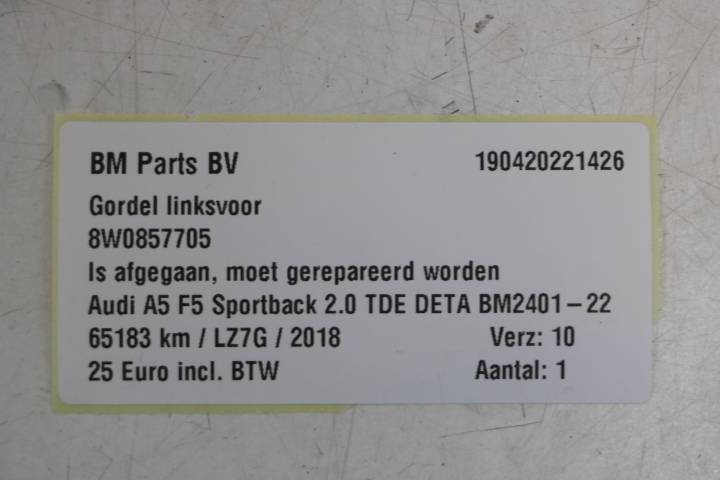 BM Parts BV 190420221426
Gordel linksvoor
8W0857705
Is afgegaan, moet gerepareerd worden
Audi A5 F5 Sportback 2.0 TDE DETA BM2401-22
65183 km / LZ7G / 2018 Verz: 10
25 Euro incl. BTW Aantal: 1